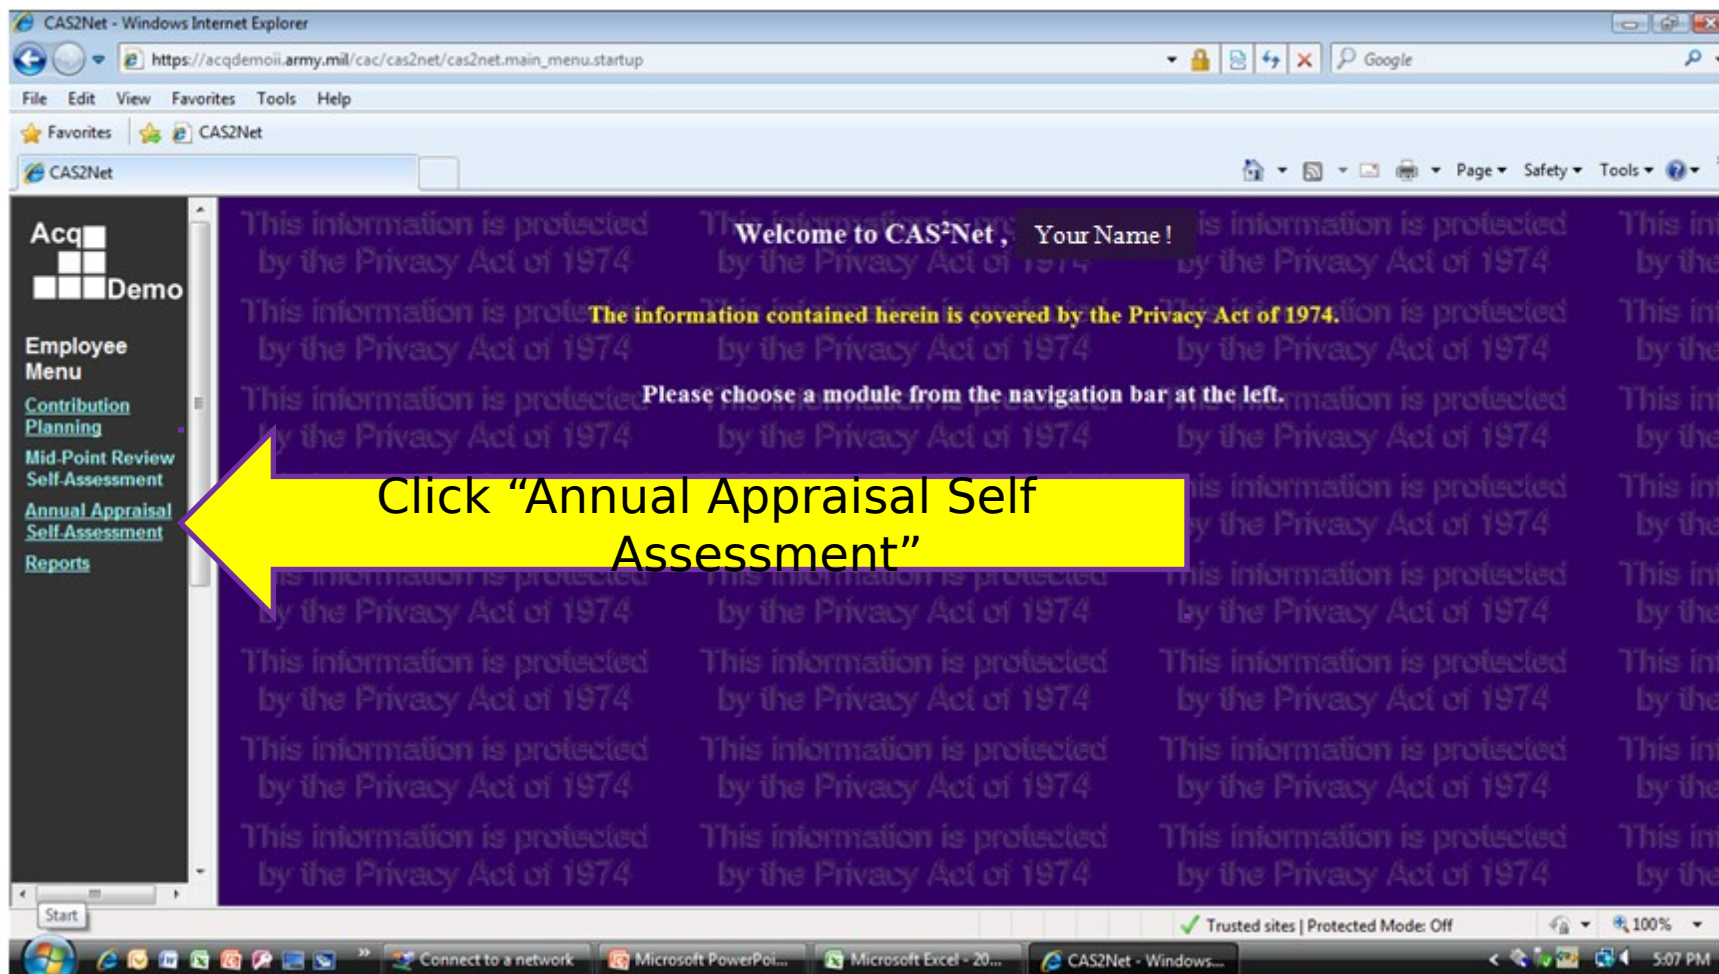 CAS2Net - Windows Internet Explorer
https://acqdemoii.army.mil/cac/cas2net/cas2net.main_menu.startup
Google
File Edit View Favorites Tools Help
Favorites CAS2Net
CAS2Net
Page Safety Tools
Acq
Demo
Employee
Menu
Contribution
Planning
Mid-Point Review
Self-Assessment
Annual Appraisal
Self-Assessment
Reports
Welcome to CAS²Net , Your Name !
The information contained herein is covered by the Privacy Act of 1974.
Please choose a module from the navigation bar at the left.
Click “Annual Appraisal Self
Assessment”
This information is protected
by the Privacy Act of 1974
Start
Trusted sites | Protected Mode: Off
100%
Connect to a network
Microsoft PowerPoi...
Microsoft Excel - 20...
CAS2Net - Windows...
5:07 PM